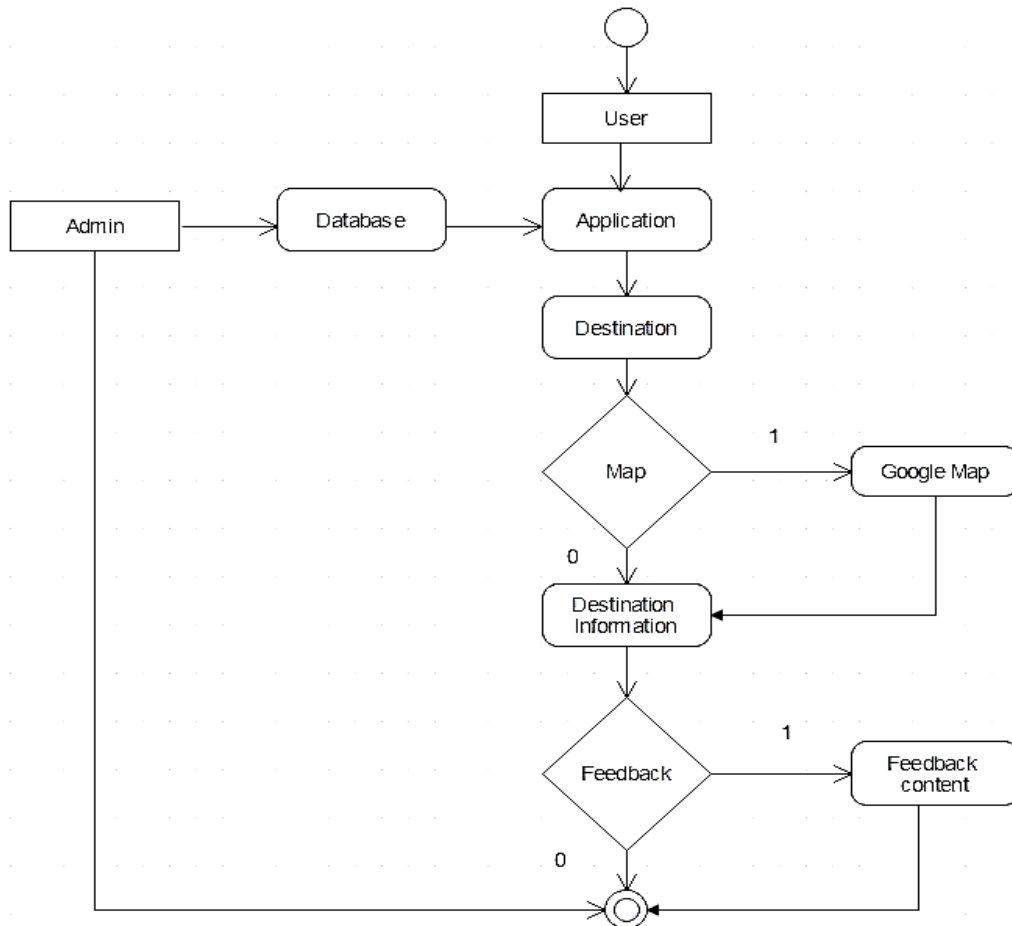 User
Admin
Database
Application
Destination
Map
1
Google Map
0
Destination
Information
Feedback
1
Feedback
content
0